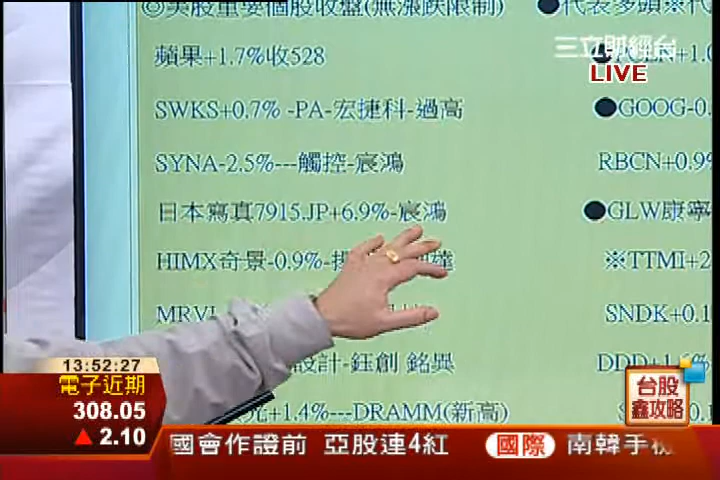 ◎美股重要個股收盤(無漲跌限制)
●代表多頭※代
三立財經台
LIVE
蘋果+1.7%收528
SWKS+0.7% -PA-宏捷科-過高
●GOOG-0.
SYNA-2.5%---觸控-宸鴻
RBCN+0.9%
日本寫真7915.JP+6.9%-宸鴻
●GLW康寧
HIMX奇景-0.9%-
※TTMI+2
MRVL
SNDK+0.1
設計-鈺創 銘異
DDD+1.6%
+1.4%---DRAMM(新高)
13:52:27
電子近期
308.05
▲2.10
台股
鑫攻略
國會作證前 亞股連4紅
國際
南韓手機